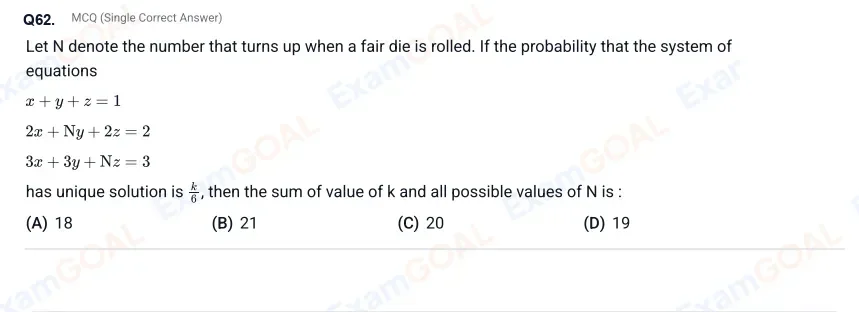 Q62. MCQ (Single Correct Answer)
Let N denote the number that turns up when a fair die is rolled. If the probability that the system of
equations
x + y + z = 1
2x + Ny + 2z = 2
3x + 3y + Nz = 3
has unique solution is k/6, then the sum of value of k and all possible values of N is :
(A) 18 (B) 21 (C) 20 (D) 19
ExamGOAL